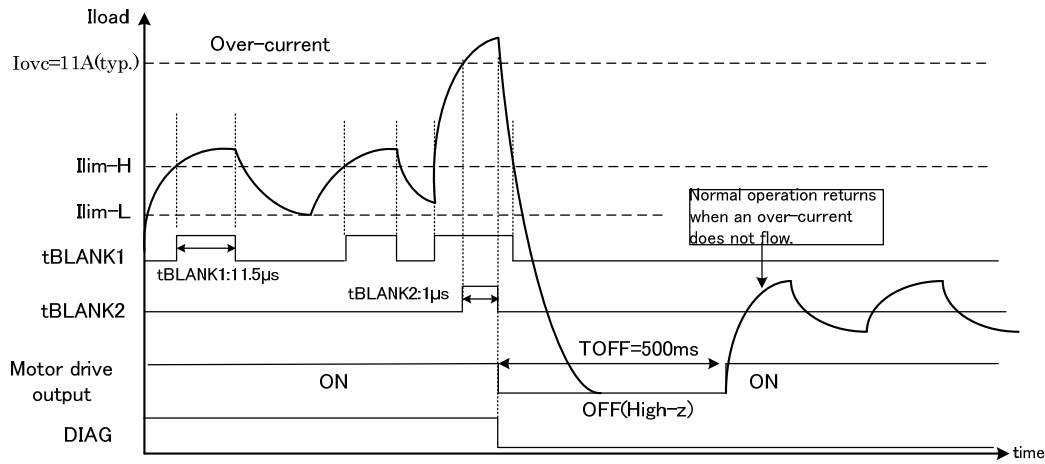 Iload
Over-current
Iovc=11A(typ.)
Ilim-H
Ilim-L
Normal operation returns
when an over-current
does not flow.
tBLANK1
tBLANK1:11.5μs
tBLANK2:1μs
tBLANK2
TOFF=500ms
Motor drive
output
ON
ON
OFF(High-z)
DIAG
time